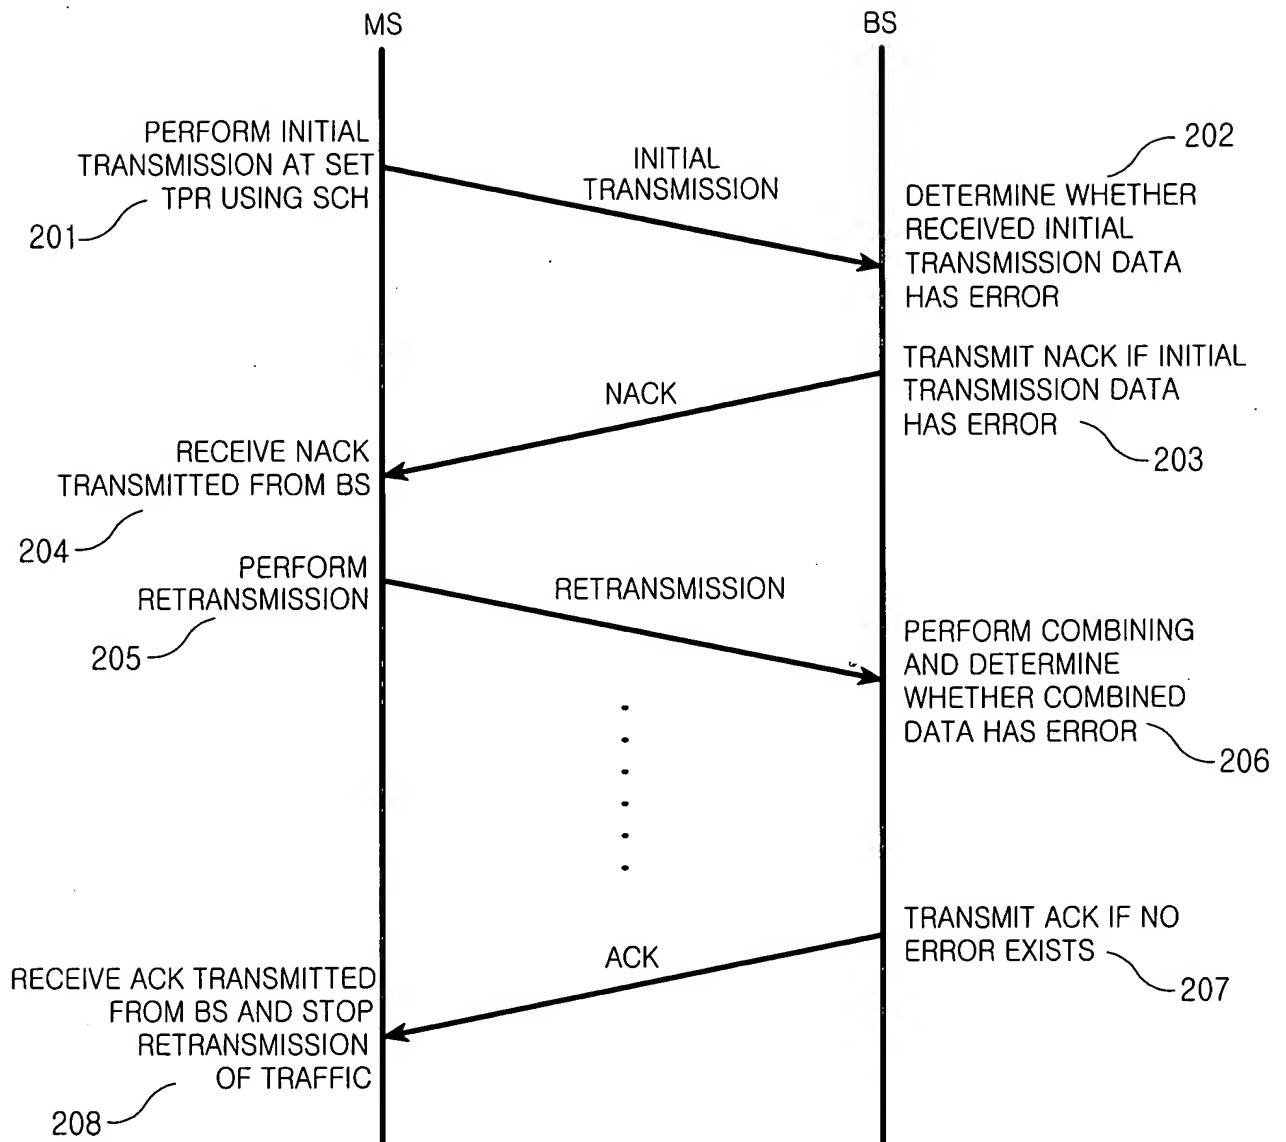 MS
BS
PERFORM INITIAL
TRANSMISSION AT SET
TPR USING SCH
201
INITIAL
TRANSMISSION
202
DETERMINE WHETHER
RECEIVED INITIAL
TRANSMISSION DATA
HAS ERROR
TRANSMIT NACK IF INITIAL
TRANSMISSION DATA
HAS ERROR
203
NACK
RECEIVE NACK
TRANSMITTED FROM BS
204
PERFORM
RETRANSMISSION
205
RETRANSMISSION
PERFORM COMBINING
AND DETERMINE
WHETHER COMBINED
DATA HAS ERROR
206
TRANSMIT ACK IF NO
ERROR EXISTS
207
ACK
RECEIVE ACK TRANSMITTED
FROM BS AND STOP
RETRANSMISSION
OF TRAFFIC
208